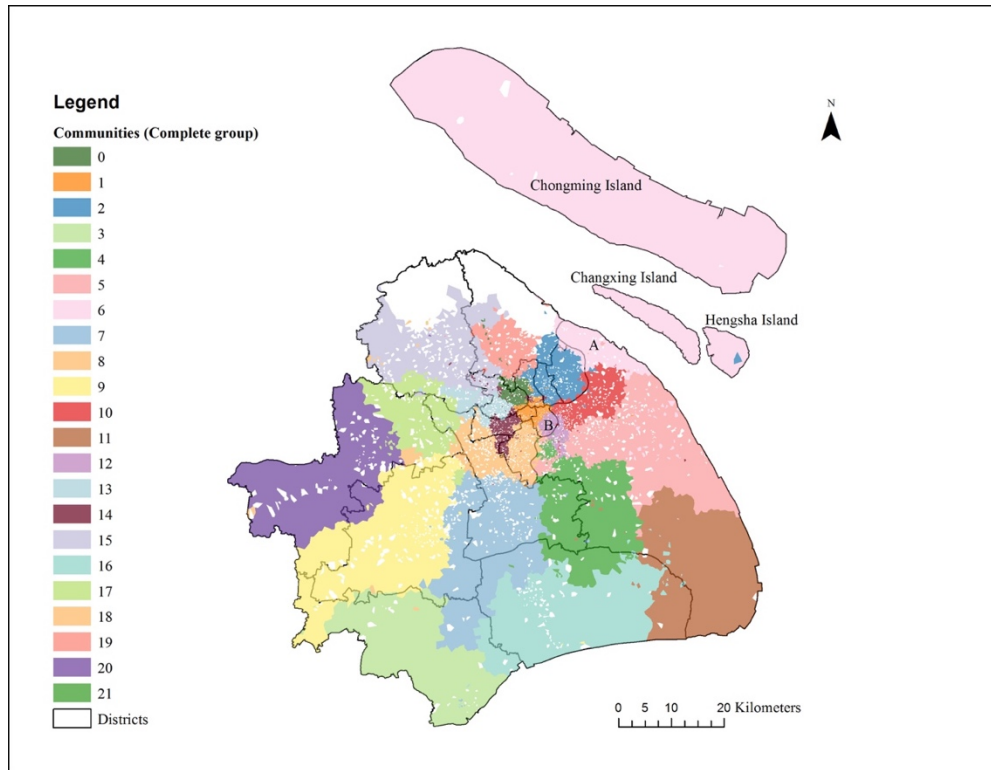 Legend
Communities (Complete group)
0
1
2
3
4
5
6
7
8
9
10
11
12
13
14
15
16
17
18
19
20
21
Districts
N
Chongming Island
Changxing Island
Hengsha Island
A
B
0 5 10 20 Kilometers